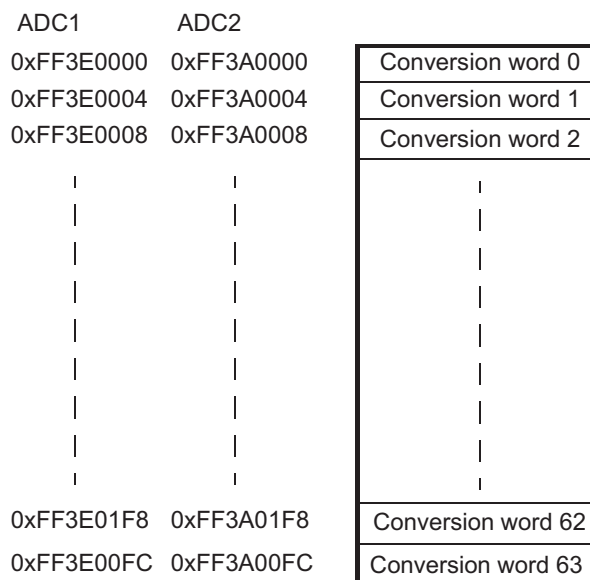 ADC1 ADC2
0xFF3E0000 0xFF3A0000 Conversion word 0
0xFF3E0004 0xFF3A0004 Conversion word 1
0xFF3E0008 0xFF3A0008 Conversion word 2
0xFF3E01F8 0xFF3A01F8 Conversion word 62
0xFF3E00FC 0xFF3A00FC Conversion word 63